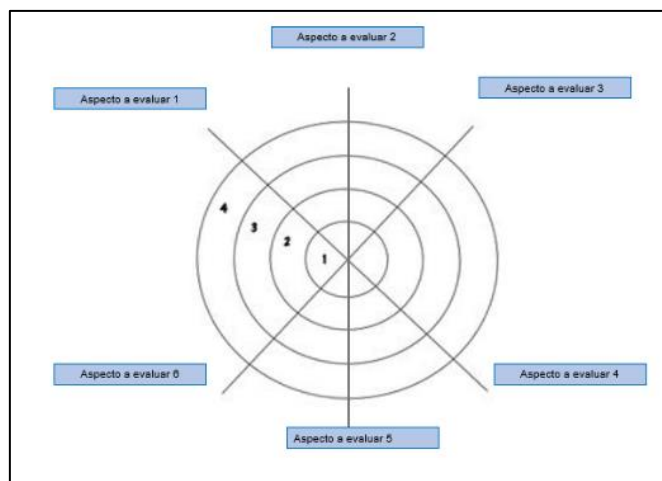 Aspecto a evaluar 2
Aspecto a evaluar 1
Aspecto a evaluar 3
4
3
2
1
Aspecto a evaluar 6
Aspecto a evaluar 4
Aspecto a evaluar 5